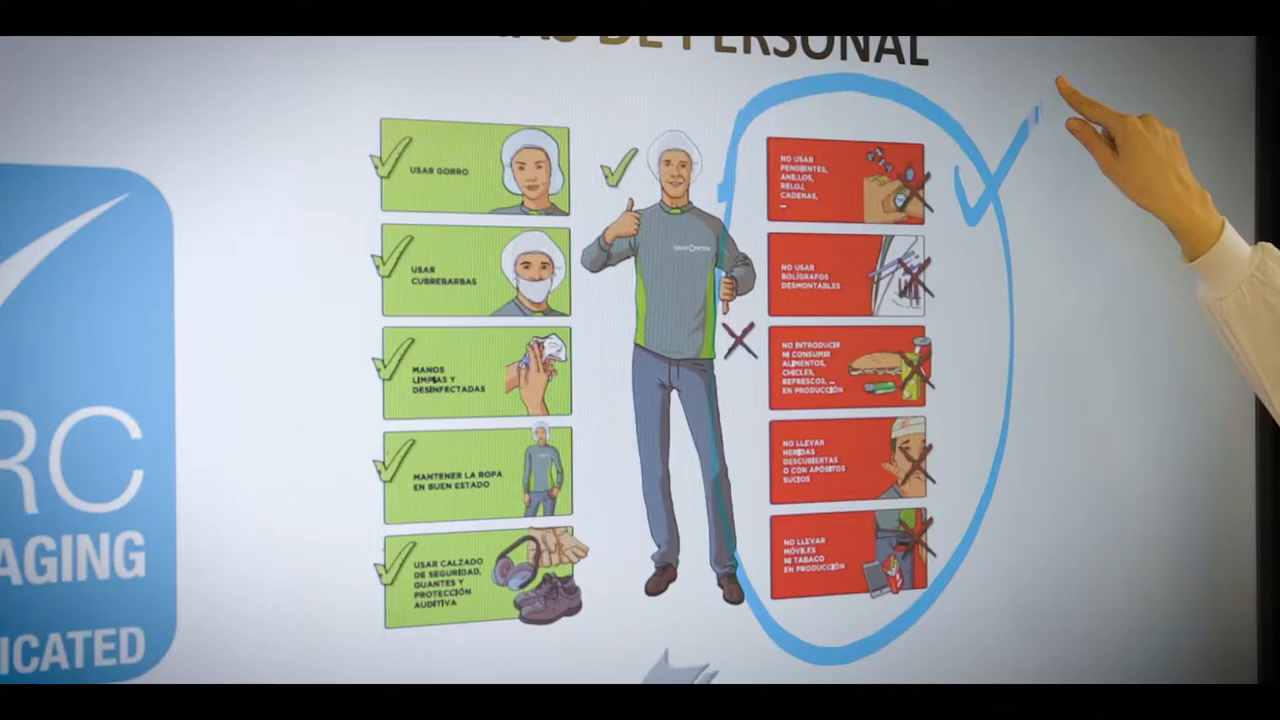 DE PERSONAL
USAR GORRO
USAR
CUBREBARBAS
MANOS
LIMPIAS Y
DESINFECTADAS
MANTENER LA ROPA
EN BUEN ESTADO
USAR CALZADO
DE SEGURIDAD,
GUANTES Y
PROTECCIÓN
AUDITIVA
NO USAR
PENDIENTES,
ANILLOS,
RELOJ,
CADENAS,
...
NO USAR
BOLÍGRAFOS
DESMONTABLES
NO INTRODUCIR
NI CONSUMIR
ALIMENTOS,
CHICLES,
REFRESCOS, ...
EN PRODUCCIÓN
NO LLEVAR
HERIDAS
DESCUBIERTAS
O CON APÓSITOS
SUCIOS
NO LLEVAR
MÓVILES
NI TABACO
EN PRODUCCIÓN
RC
AGING
ICATED